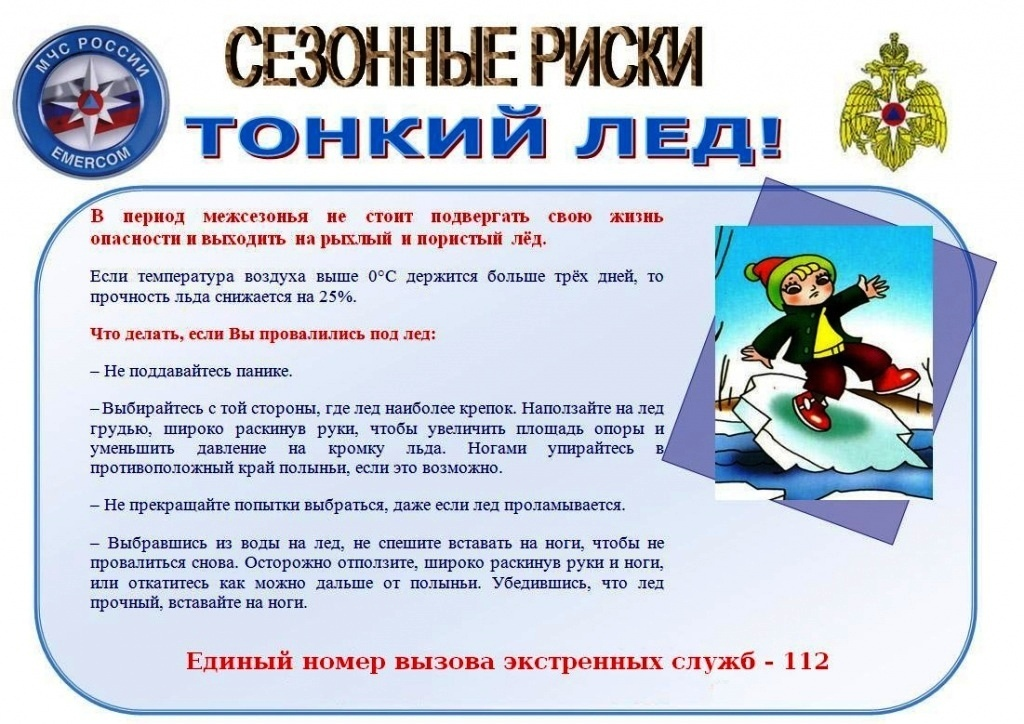 МЧС РОССИИ
EMERCOM
СЕЗОННЫЕ РИСКИ
ТОНКИЙ ЛЕД!
В период межсезонья не стоит подвергать свою жизнь
опасности и выходить на рыхлый и пористый лёд.
Если температура воздуха выше 0°С держится больше трёх дней, то
прочность льда снижается на 25%.
Что делать, если Вы провалились под лед:
– Не поддавайтесь панике.
– Выбирайтесь с той стороны, где лед наиболее крепок. Наползайте на лед
грудью, широко раскинув руки, чтобы увеличить площадь опоры и
уменьшить давление на кромку льда. Ногами упирайтесь в
противоположный край полыньи, если это возможно.
– Не прекращайте попытки выбраться, даже если лед проламывается.
– Выбравшись из воды на лед, не спешите вставать на ноги, чтобы не
провалиться снова. Осторожно отползите, широко раскинув руки и ноги,
или откатитесь как можно дальше от полыньи. Убедившись, что лед
прочный, вставайте на ноги.
Единый номер вызова экстренных служб - 112